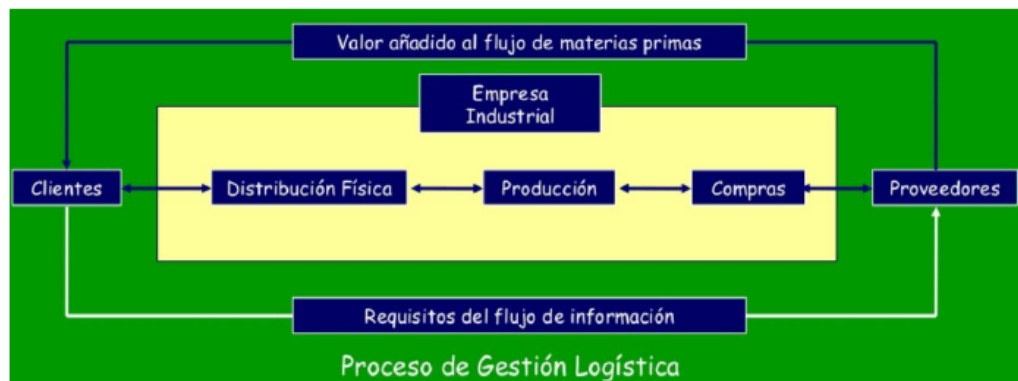 Valor añadido al flujo de materias primas
Empresa
Industrial
Clientes
Distribución Física
Producción
Compras
Proveedores
Requisitos del flujo de información
Proceso de Gestión Logística